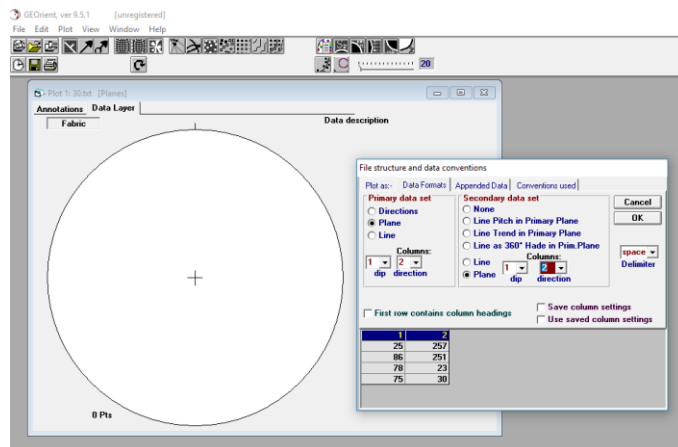 GEOrient, ver 9.5.1 [unregistered]
File Edit Plot View Window Help
20
Plot 1: 30.txt [Planes]
Annotations Data Layer
Fabric
Data description
0 Pts
File structure and data conventions
Plot as:- Data Formats Appended Data Conventions used
Primary data set
Directions
Plane
Line
Columns:
1 2
dip direction
Secondary data set
None
Line Pitch in Primary Plane
Line Trend in Primary Plane
Line as 360° Hade in Prim.Plane
Columns:
Line
Plane 1 2
dip direction
Cancel
OK
space
Delimiter
First row contains column headings
Save column settings
Use saved column settings
1 2
25 257
86 251
78 23
75 30